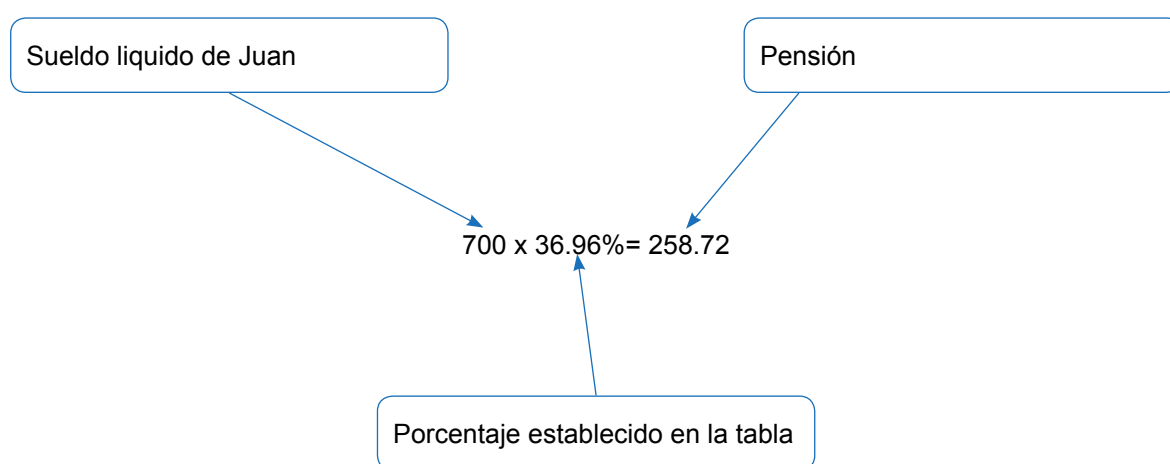 Sueldo liquido de Juan
Pensión
700 x 36.96%= 258.72
Porcentaje establecido en la tabla